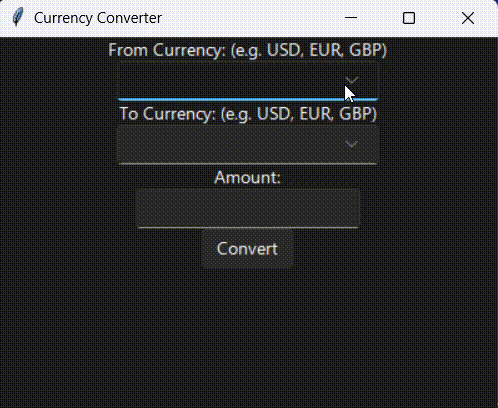 Currency Converter
From Currency: (e.g. USD, EUR, GBP)
To Currency: (e.g. USD, EUR, GBP)
Amount:
Convert